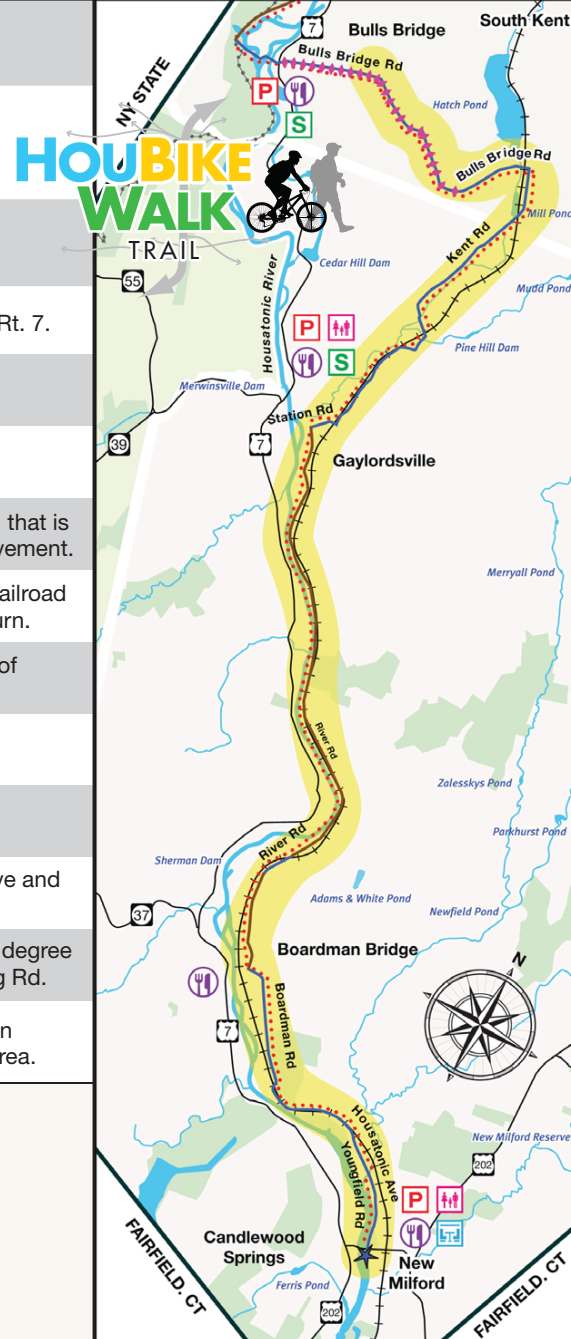 Rt. 7.
that is
vement.
ailroad
urn.
of
ve and
degree
g Rd.
n
rea.
7
Bulls Bridge
South Kent
Bulls Bridge Rd
P
S
NY STATE
Hatch Pond
HOUBIKE
WALK
TRAIL
Bulls Bridge Rd
Mill Pond
Kent Rd
Cedar Hill Dam
55
Housatonic River
Mudd Pond
P
S
Pine Hill Dam
Merwinsville Dam
Station Rd
39
7
Gaylordsville
Merryall Pond
River Rd
Zalesskys Pond
Parkhurst Pond
River Rd
Sherman Dam
Adams & White Pond
Newfield Pond
37
Boardman Bridge
N
Boardman Rd
7
Housatonic Ave
New Milford Reserve
202
Youngfield Rd
P
FAIRFIELD. CT
Candlewood
Springs
New
Milford
Ferris Pond
202
FAIRFIELD. CT